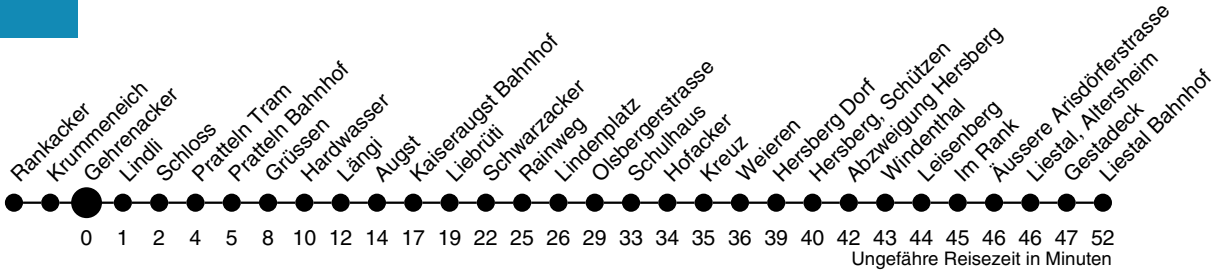 Rankacker
Krummeneich
Gehrenacker
Lindli
Schloss
Pratteln Tram
Pratteln Bahnhof
Grüssen
Hardwasser
Längi
Augst
Kaiseraugst Bahnhof
Liebrüti
Schwarzacker
Rainweg
Lindenplatz
Olsbergerstrasse
Schulhaus
Hofacker
Kreuz
Weieren
Hersberg Dorf
Hersberg, Schützen
Abzweigung Hersberg
Windenthal
Leisenberg
Im Rank
Äussere Arisdörferstrasse
Liestal, Altersheim
Gestadeck
Liestal Bahnhof
0 1 2 4 5 8 10 12 14 17 19 22 25 26 29 33 34 35 36 39 40 42 43 44 45 46 46 47 52
Ungefähre Reisezeit in Minuten